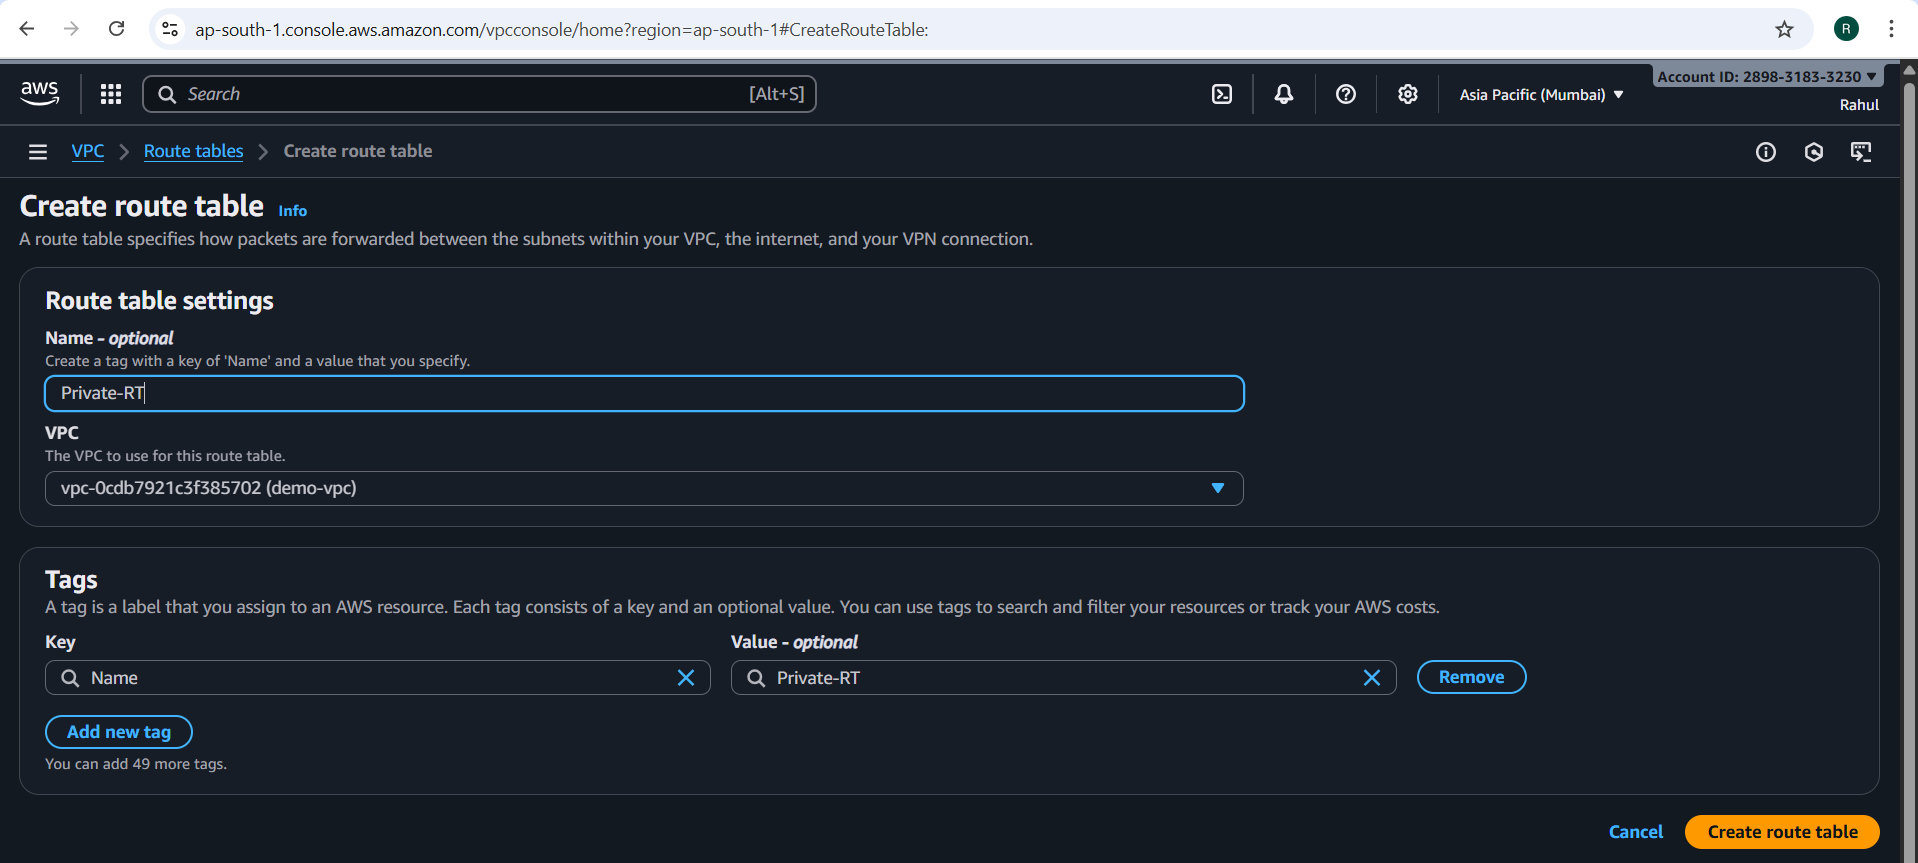 ap-south-1.console.aws.amazon.com/vpcconsole/home?region=ap-south-1#CreateRouteTable:
R
aws
Search
[Alt+S]
Asia Pacific (Mumbai)
Account ID: 2898-3183-3230
Rahul
VPC
Route tables
Create route table
Create route table
Info
A route table specifies how packets are forwarded between the subnets within your VPC, the internet, and your VPN connection.
Route table settings
Name - optional
Create a tag with a key of 'Name' and a value that you specify.
Private-RT
VPC
The VPC to use for this route table.
vpc-0cdb7921c3f385702 (demo-vpc)
Tags
A tag is a label that you assign to an AWS resource. Each tag consists of a key and an optional value. You can use tags to search and filter your resources or track your AWS costs.
Key
Value - optional
Name
Private-RT
Remove
Add new tag
You can add 49 more tags.
Cancel
Create route table